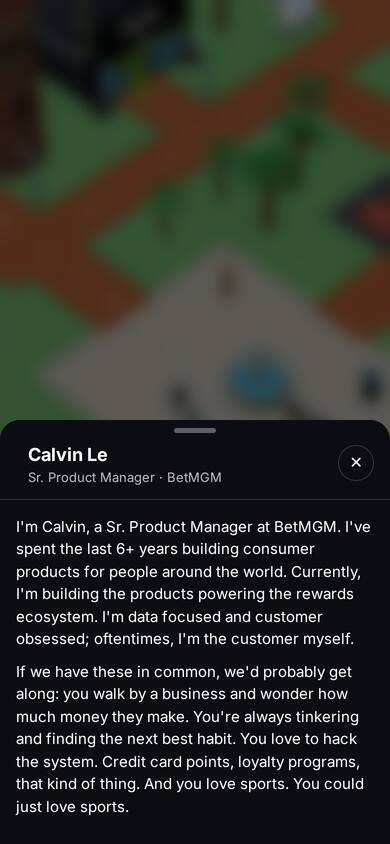 Calvin Le
Sr. Product Manager · BetMGM
I'm Calvin, a Sr. Product Manager at BetMGM. I've
spent the last 6+ years building consumer
products for people around the world. Currently,
I'm building the products powering the rewards
ecosystem. I'm data focused and customer
obsessed; oftentimes, I'm the customer myself.
If we have these in common, we'd probably get
along: you walk by a business and wonder how
much money they make. You're always tinkering
and finding the next best habit. You love to hack
the system. Credit card points, loyalty programs,
that kind of thing. And you love sports. You could
just love sports.